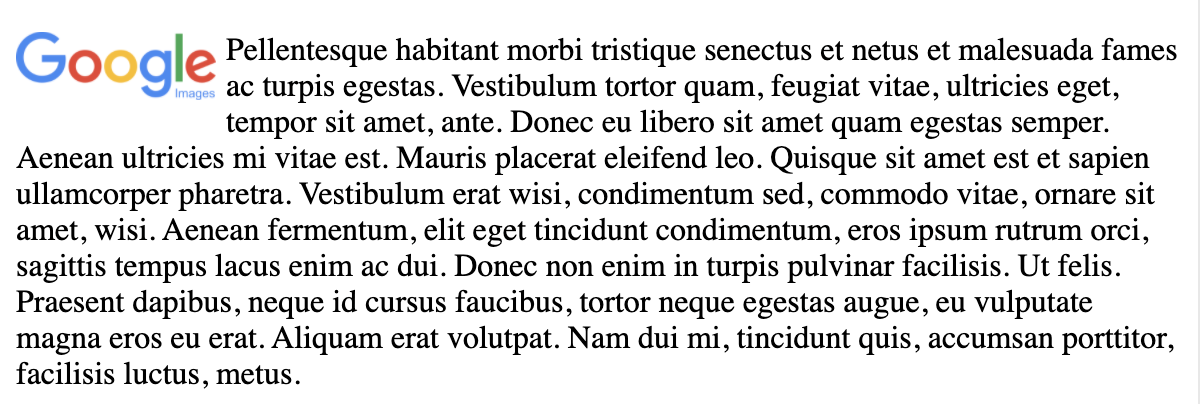 Google
Images
Pellentesque habitant morbi tristique senectus et netus et malesuada fames
ac turpis egestas. Vestibulum tortor quam, feugiat vitae, ultricies eget,
tempor sit amet, ante. Donec eu libero sit amet quam egestas semper.
Aenean ultricies mi vitae est. Mauris placerat eleifend leo. Quisque sit amet est et sapien
ullamcorper pharetra. Vestibulum erat wisi, condimentum sed, commodo vitae, ornare sit
amet, wisi. Aenean fermentum, elit eget tincidunt condimentum, eros ipsum rutrum orci,
sagittis tempus lacus enim ac dui. Donec non enim in turpis pulvinar facilisis. Ut felis.
Praesent dapibus, neque id cursus faucibus, tortor neque egestas augue, eu vulputate
magna eros eu erat. Aliquam erat volutpat. Nam dui mi, tincidunt quis, accumsan porttitor,
facilisis luctus, metus.